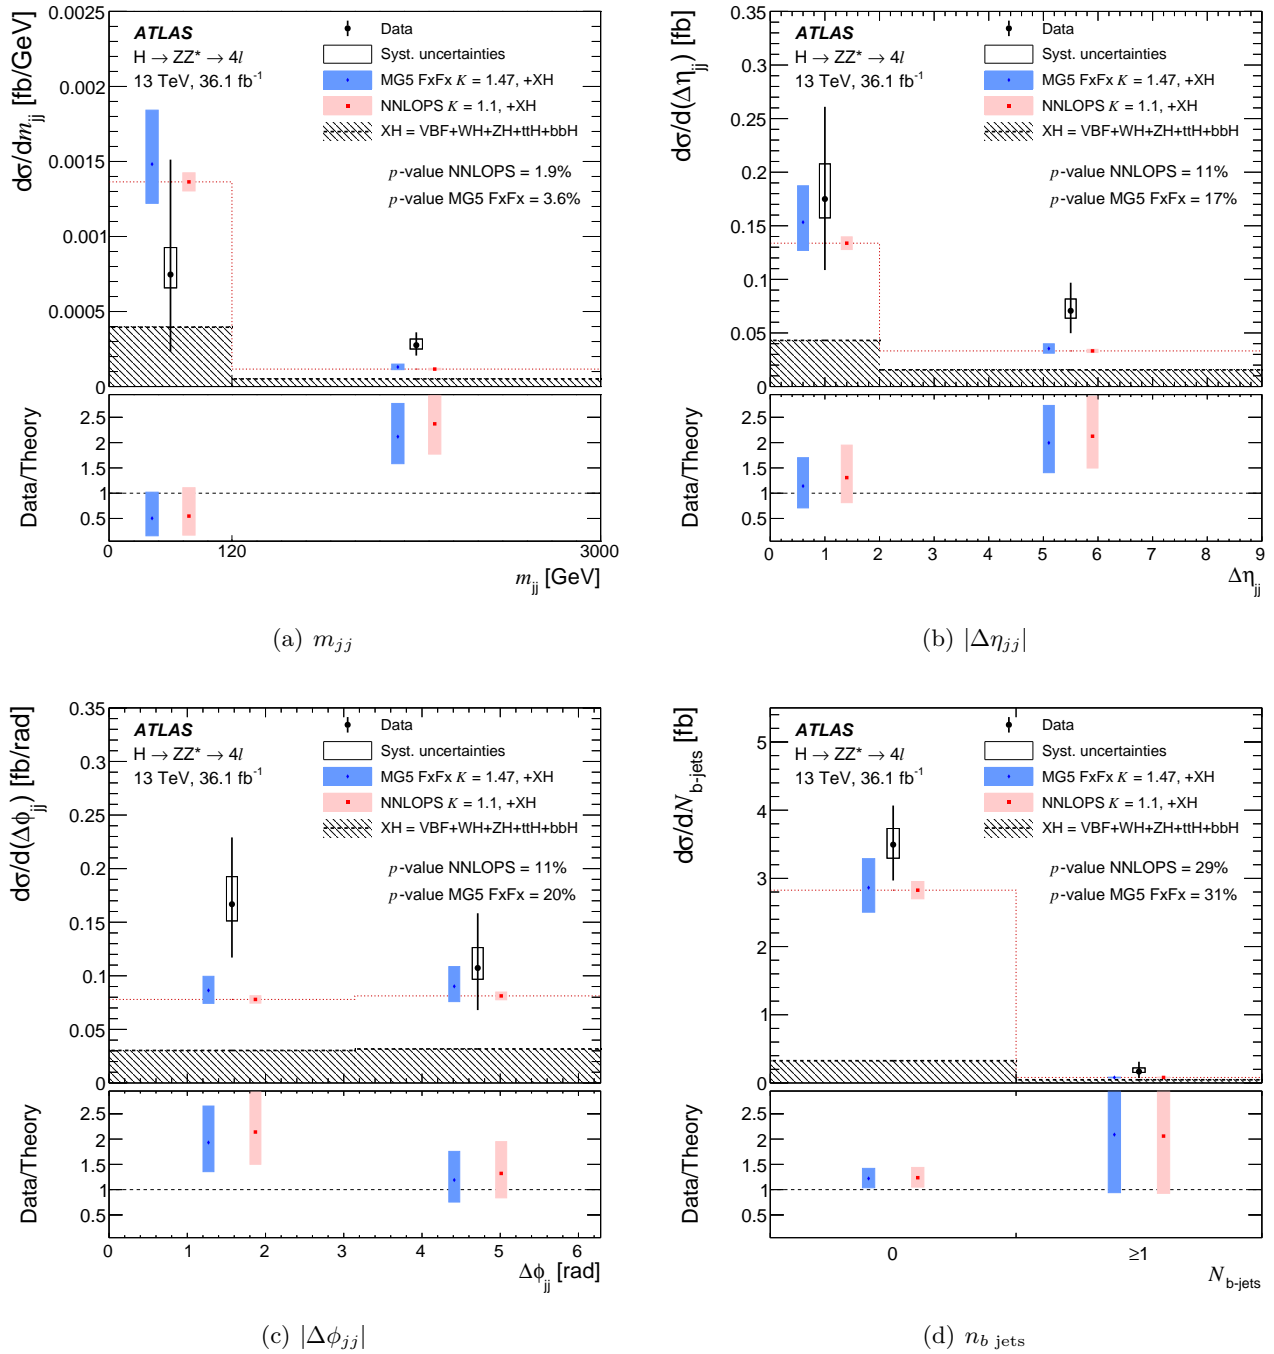 dσ/dm_jj [fb/GeV]
0.0025
0.002
0.0015
0.001
0.0005
0
ATLAS
H → ZZ* → 4l
13 TeV, 36.1 fb⁻¹
Data
Syst. uncertainties
MG5 FxFx K = 1.47, +XH
NNLOPS K = 1.1, +XH
XH = VBF+WH+ZH+ttH+bbH
p-value NNLOPS = 1.9%
p-value MG5 FxFx = 3.6%
Data/Theory
2.5
2
1.5
1
0.5
0 120 3000
m_jj [GeV]
(a) m_jj
dσ/d(Δη_jj) [fb]
0.35
0.3
0.25
0.2
0.15
0.1
0.05
0
ATLAS
H → ZZ* → 4l
13 TeV, 36.1 fb⁻¹
Data
Syst. uncertainties
MG5 FxFx K = 1.47, +XH
NNLOPS K = 1.1, +XH
XH = VBF+WH+ZH+ttH+bbH
p-value NNLOPS = 11%
p-value MG5 FxFx = 17%
Data/Theory
2.5
2
1.5
1
0.5
0 1 2 3 4 5 6 7 8 9
Δη_jj
(b) |Δη_jj|
dσ/d(Δϕ_jj) [fb/rad]
0.35
0.3
0.25
0.2
0.15
0.1
0.05
0
ATLAS
H → ZZ* → 4l
13 TeV, 36.1 fb⁻¹
Data
Syst. uncertainties
MG5 FxFx K = 1.47, +XH
NNLOPS K = 1.1, +XH
XH = VBF+WH+ZH+ttH+bbH
p-value NNLOPS = 11%
p-value MG5 FxFx = 20%
Data/Theory
2.5
2
1.5
1
0.5
0 1 2 3 4 5 6
Δϕ_jj [rad]
(c) |Δϕ_jj|
dσ/dN_b-jets [fb]
5
4
3
2
1
0
ATLAS
H → ZZ* → 4l
13 TeV, 36.1 fb⁻¹
Data
Syst. uncertainties
MG5 FxFx K = 1.47, +XH
NNLOPS K = 1.1, +XH
XH = VBF+WH+ZH+ttH+bbH
p-value NNLOPS = 29%
p-value MG5 FxFx = 31%
Data/Theory
2.5
2
1.5
1
0.5
0 ≥1
N_b-jets
(d) n_b jets